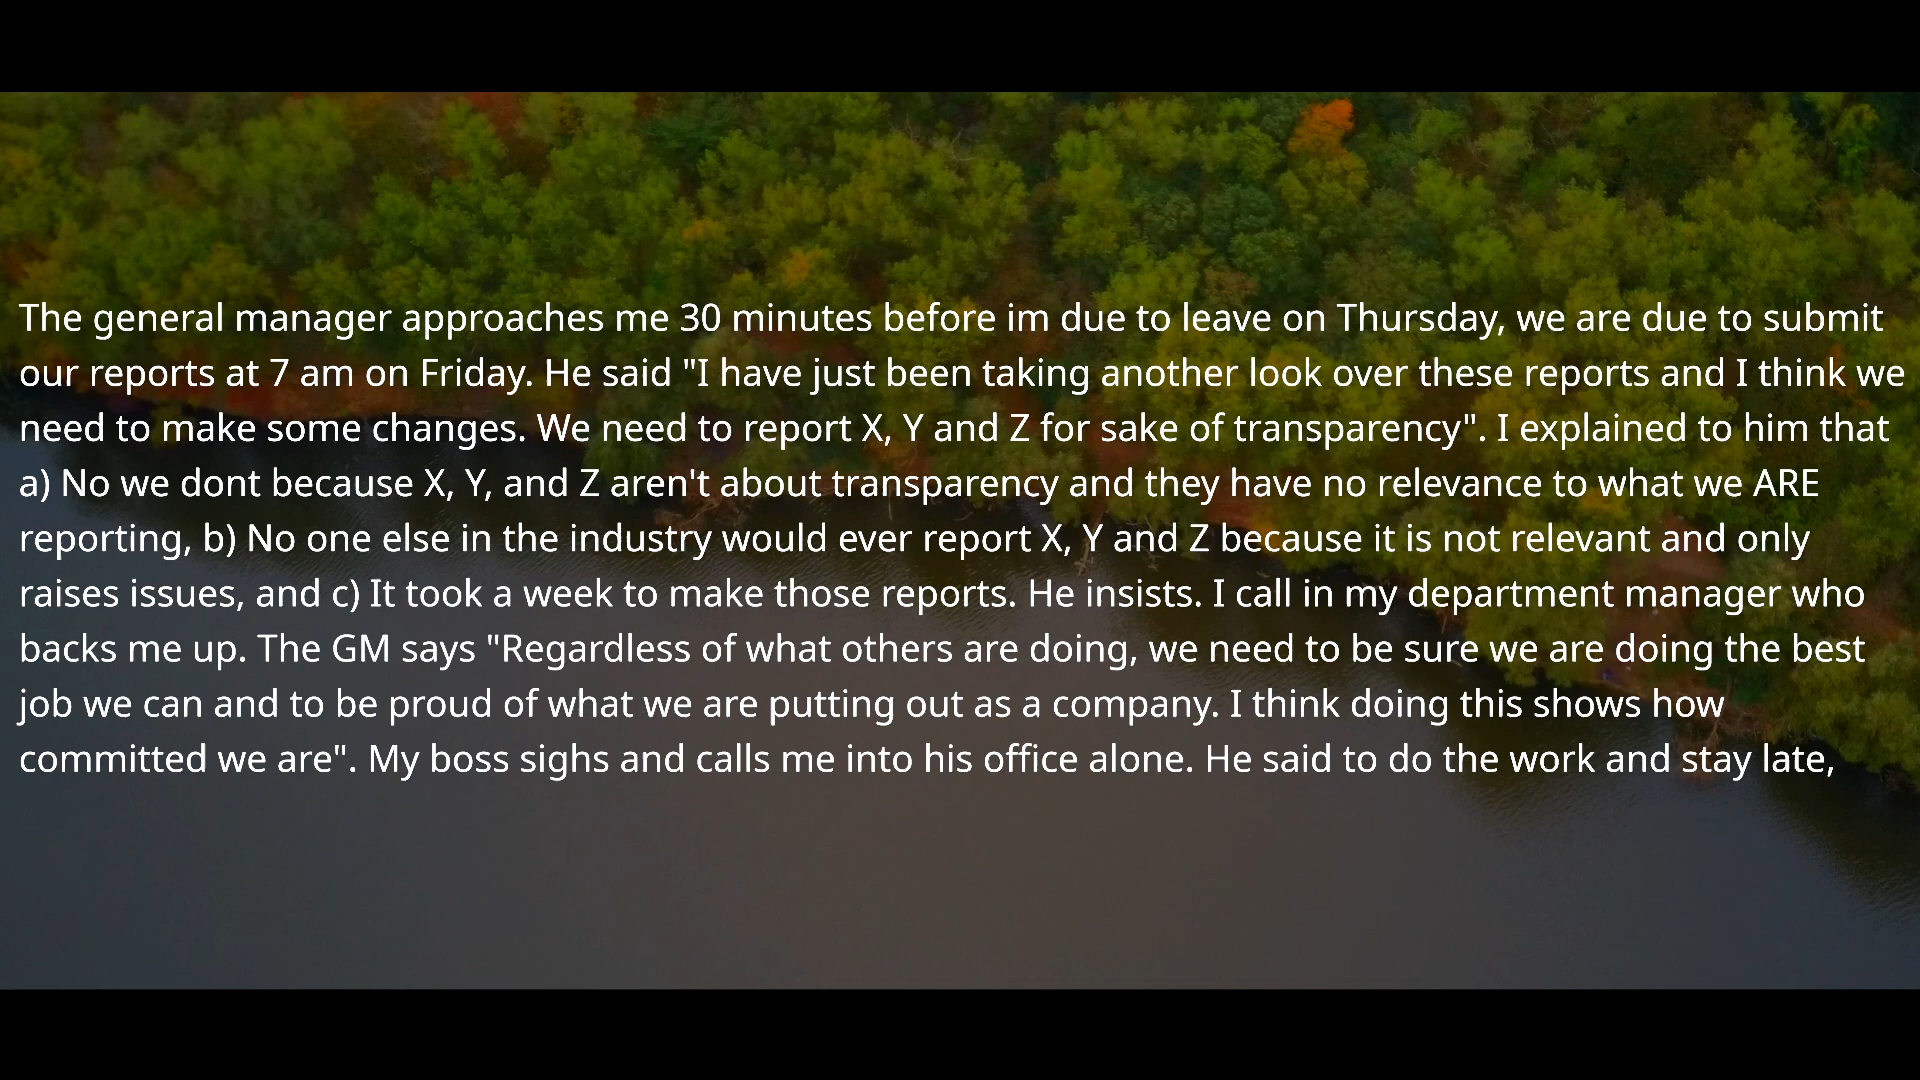 The general manager approaches me 30 minutes before im due to leave on Thursday, we are due to submit
our reports at 7 am on Friday. He said "I have just been taking another look over these reports and I think we
need to make some changes. We need to report X, Y and Z for sake of transparency". I explained to him that
a) No we dont because X, Y, and Z aren't about transparency and they have no relevance to what we ARE
reporting, b) No one else in the industry would ever report X, Y and Z because it is not relevant and only
raises issues, and c) It took a week to make those reports. He insists. I call in my department manager who
backs me up. The GM says "Regardless of what others are doing, we need to be sure we are doing the best
job we can and to be proud of what we are putting out as a company. I think doing this shows how
committed we are". My boss sighs and calls me into his office alone. He said to do the work and stay late,